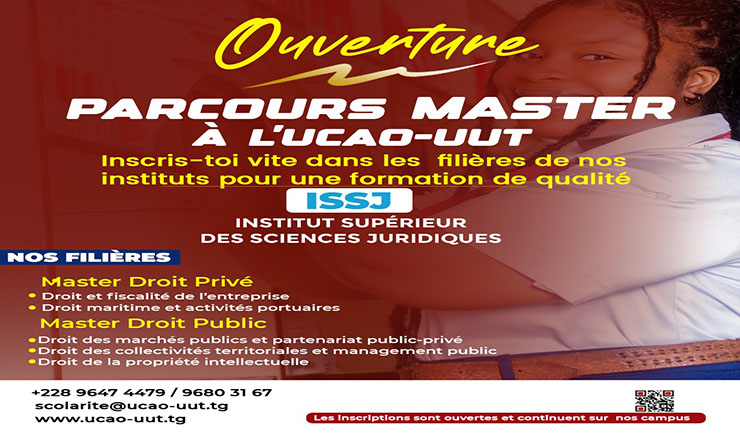 Ouverture
PARCOURS MASTER
À L'UCAO-UUT
Inscris-toi vite dans les filières de nos
instituts pour une formation de qualité
ISSJ
INSTITUT SUPÉRIEUR
DES SCIENCES JURIDIQUES
NOS FILIÈRES
Master Droit Privé
• Droit et fiscalité de l'entreprise
• Droit maritime et activités portuaires
Master Droit Public
• Droit des marchés publics et partenariat public-privé
• Droit des collectivités territoriales et management public
• Droit de la propriété intellectuelle
+228 9647 4479 / 9680 31 67
scolarite@ucao-uut.tg
www.ucao-uut.tg
Les inscriptions sont ouvertes et continuent sur nos campus